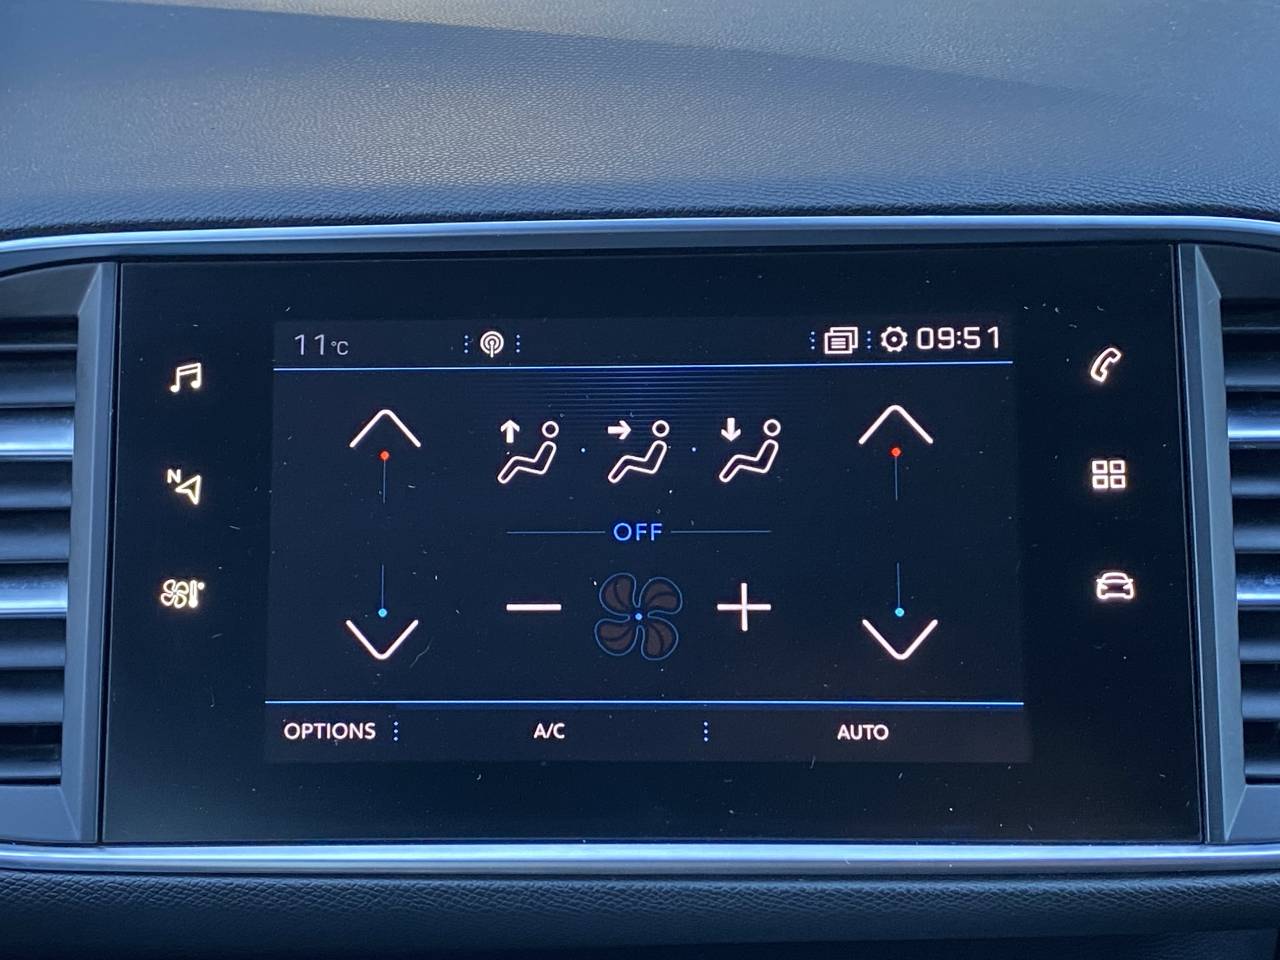 11°C
09:51
N
OFF
OPTIONS
A/C
AUTO